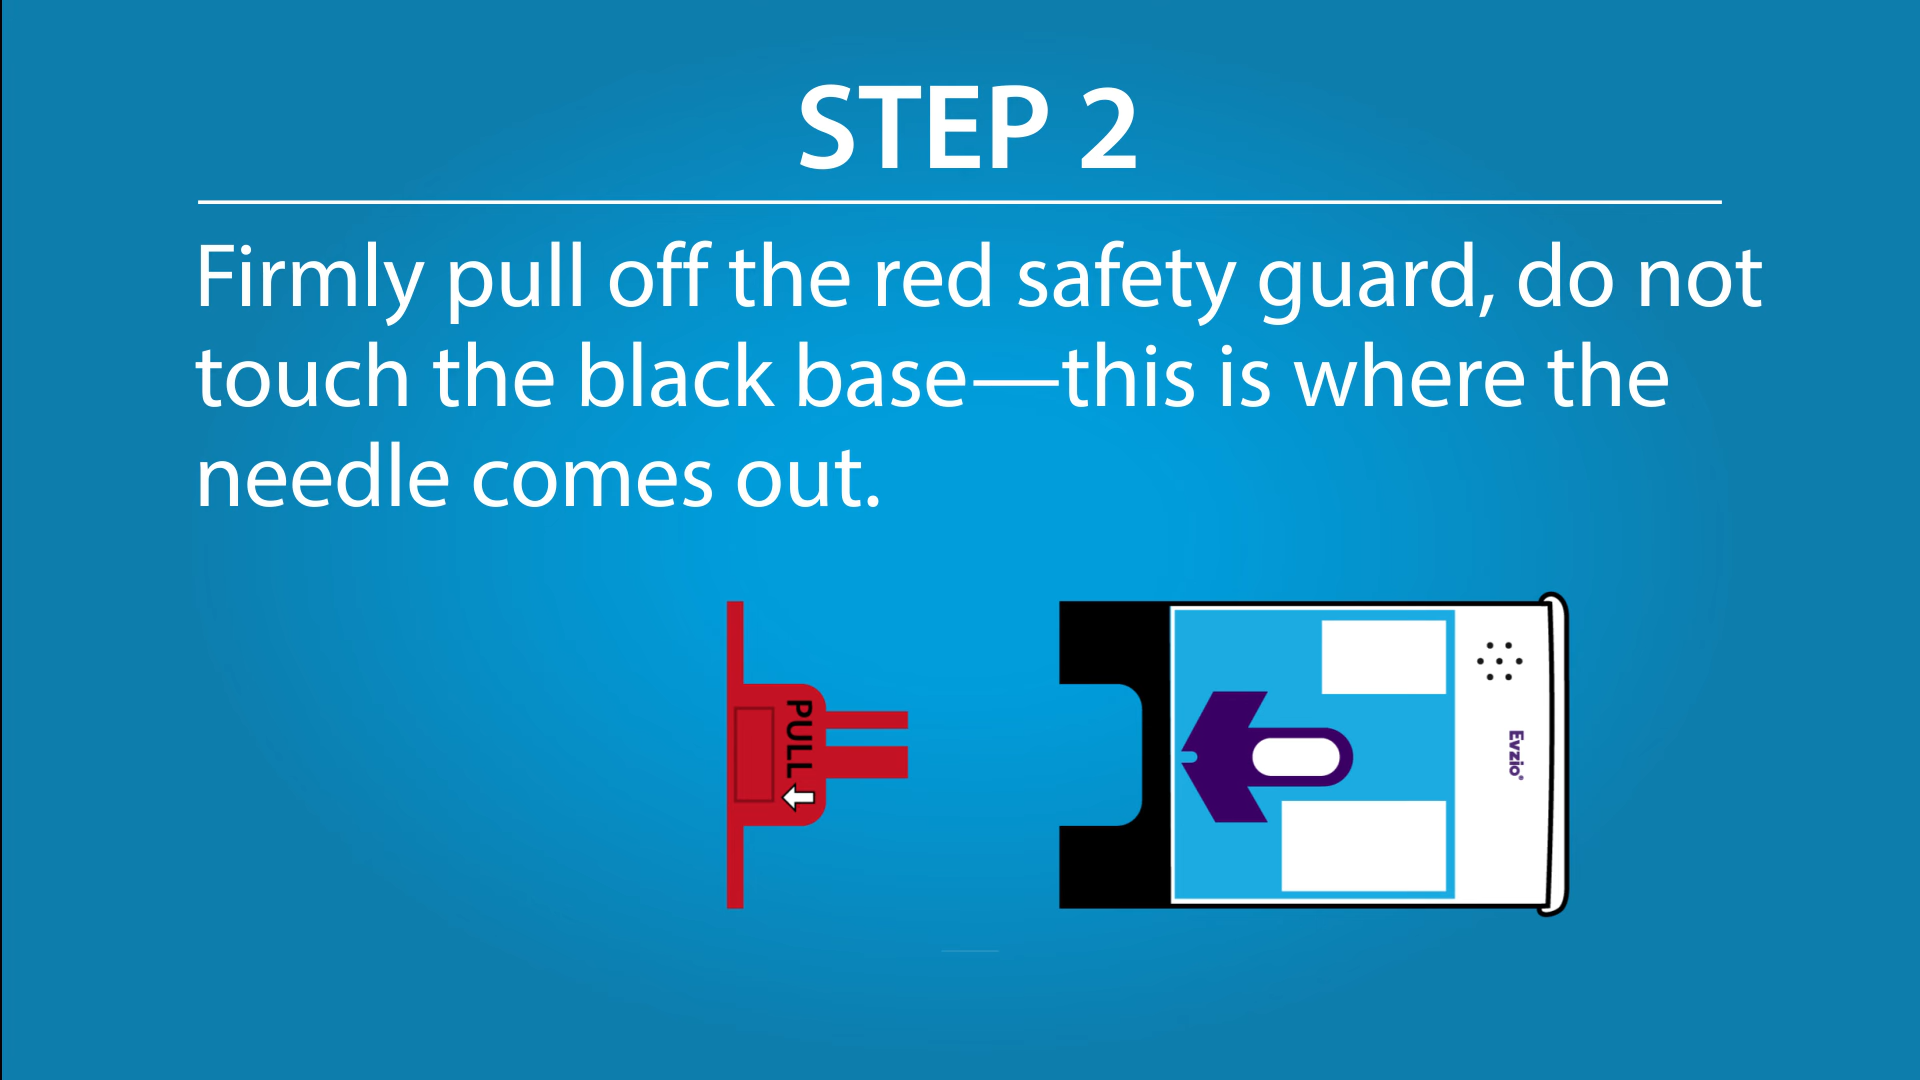 STEP 2
Firmly pull off the red safety guard, do not
touch the black base—this is where the
needle comes out.
PULL
Evzio®